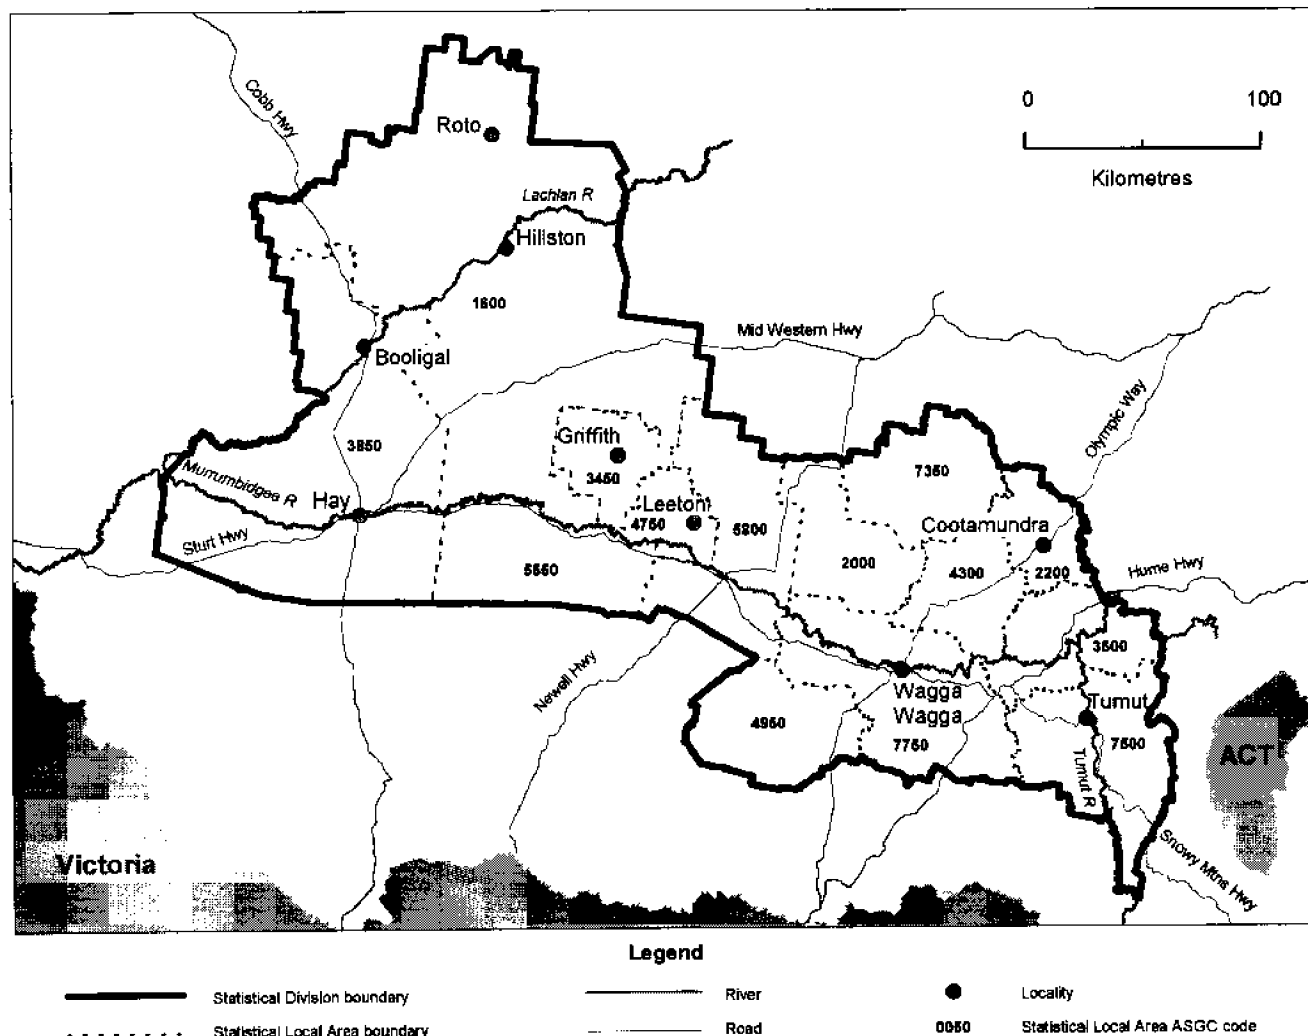 0 100
Kilometres
Cobb Hwy
Roto
Lachlan R
Hillston
1600
Mid Western Hwy
Booligal
Olympic Way
3850
Griffith
3450
7350
Murrumbidgee R
Hay
Leeton
4750
5800
Cootamundra
Sturt Hwy
5550
2000
4300
2200
Hume Hwy
3500
Newell Hwy
Wagga
Wagga
Tumut
4950
7750
7500
ACT
Tumut R
Snowy Mtns Hwy
Victoria
Legend
Statistical Division boundary
River
Locality
Statistical Local Area boundary
Road
0050
Statistical Local Area ASGC code